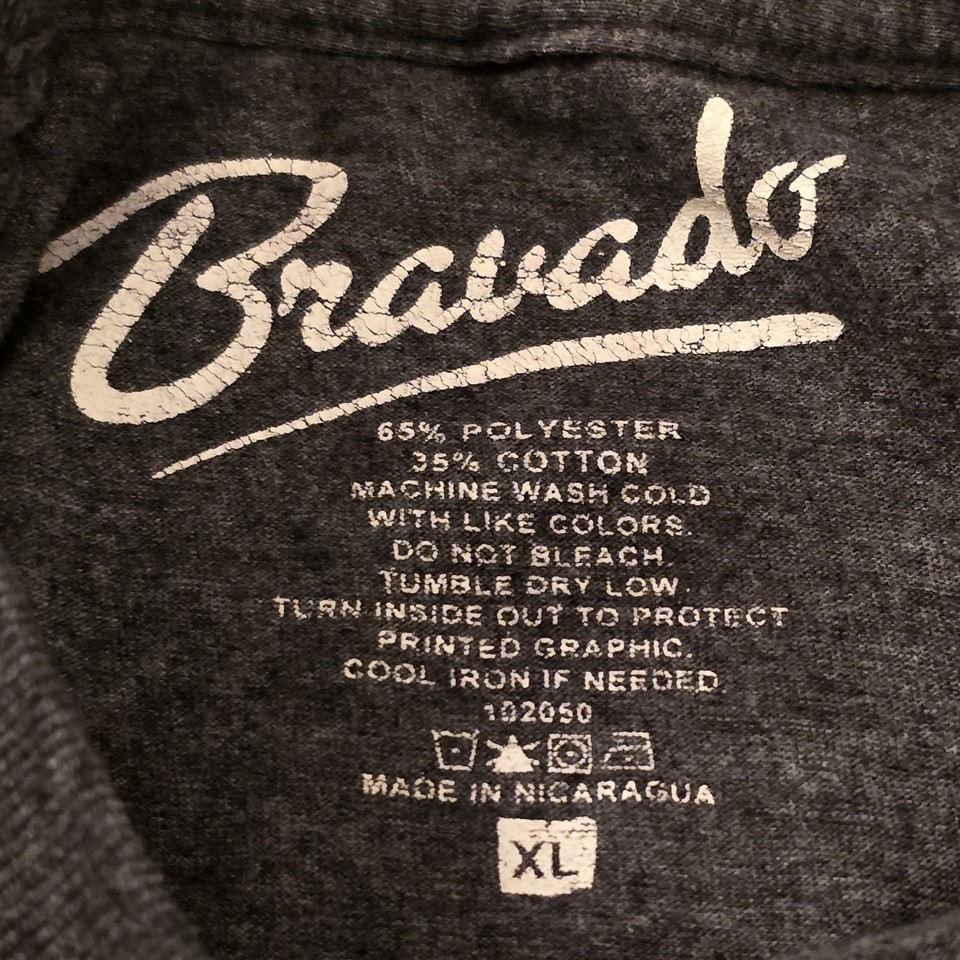 Bravado
65% POLYESTER
35% COTTON
MACHINE WASH COLD
WITH LIKE COLORS.
DO NOT BLEACH.
TUMBLE DRY LOW.
TURN INSIDE OUT TO PROTECT
PRINTED GRAPHIC.
COOL IRON IF NEEDED.
102050
MADE IN NICARAGUA
XL